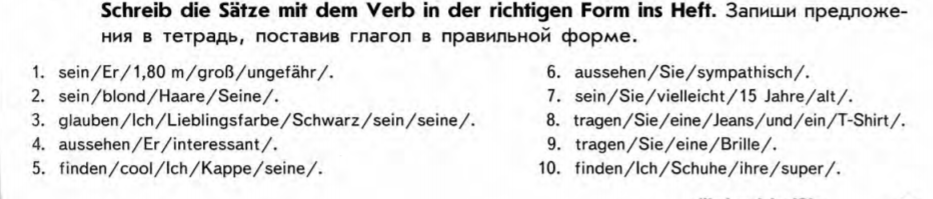 Schreib die Sätze mit dem Verb in der richtigen Form ins Heft. Запиши предложе-
ния в тетрадь, поставив глагол в правильной форме.
1. sein/Er/1,80 m/groß/ungefähr/.
2. sein/blond/Haare/Seine/.
3. glauben/Ich/Lieblingsfarbe/Schwarz/sein/seine/.
4. aussehen/Er/interessant/.
5. finden/cool/Ich/Kappe/seine/.
6. aussehen/Sie/sympathisch/.
7. sein/Sie/vielleicht/15 Jahre/alt/.
8. tragen/Sie/eine/Jeans/und/ein/T-Shirt/.
9. tragen/Sie/eine/Brille/.
10. finden/Ich/Schuhe/ihre/super/.